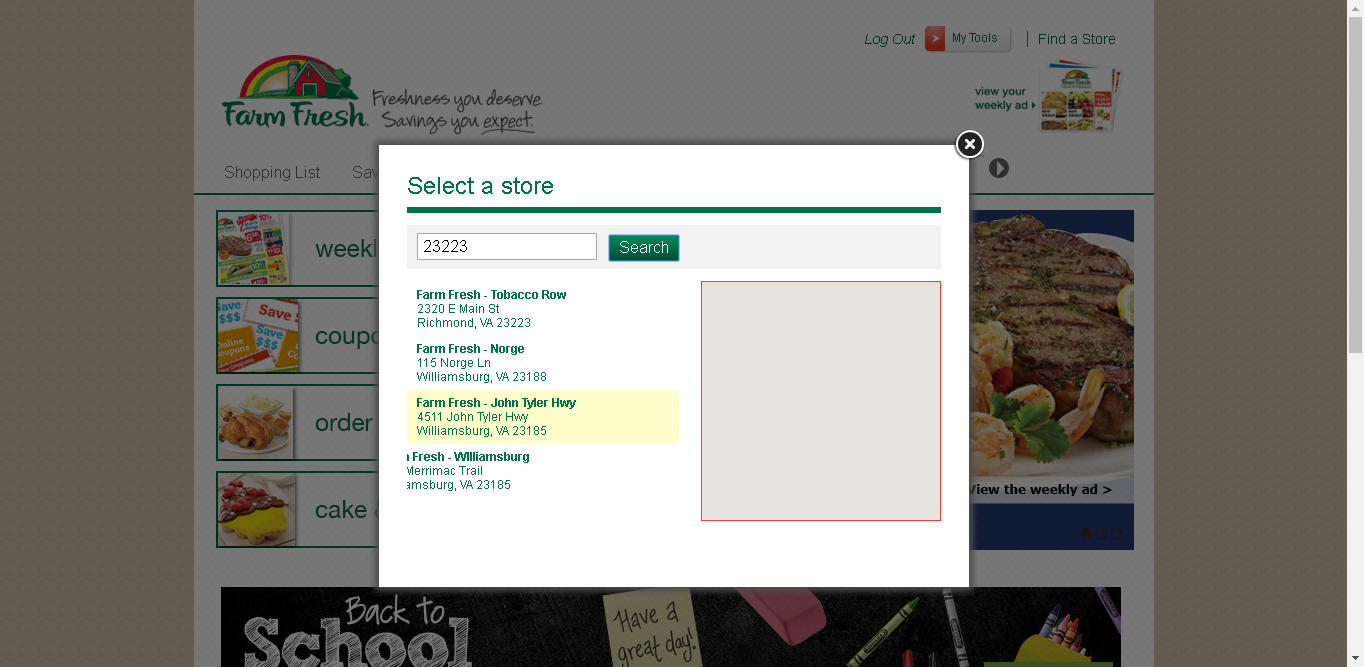 Log Out
My Tools
Find a Store
Farm Fresh
Freshness you deserve.
Savings you expect.
view your
weekly ad
Shopping List
Select a store
23223
Search
Farm Fresh - Tobacco Row
2320 E Main St
Richmond, VA 23223
Farm Fresh - Norge
115 Norge Ln
Williamsburg, VA 23188
Farm Fresh - John Tyler Hwy
4511 John Tyler Hwy
Williamsburg, VA 23185
Fresh - Williamsburg
Merrimac Trail
amsburg, VA 23185
weekl
Save
$$$
Save
$$$
Online
Coupons
coupo
order
cake
View the weekly ad >
Back to
School
Have a
great day!